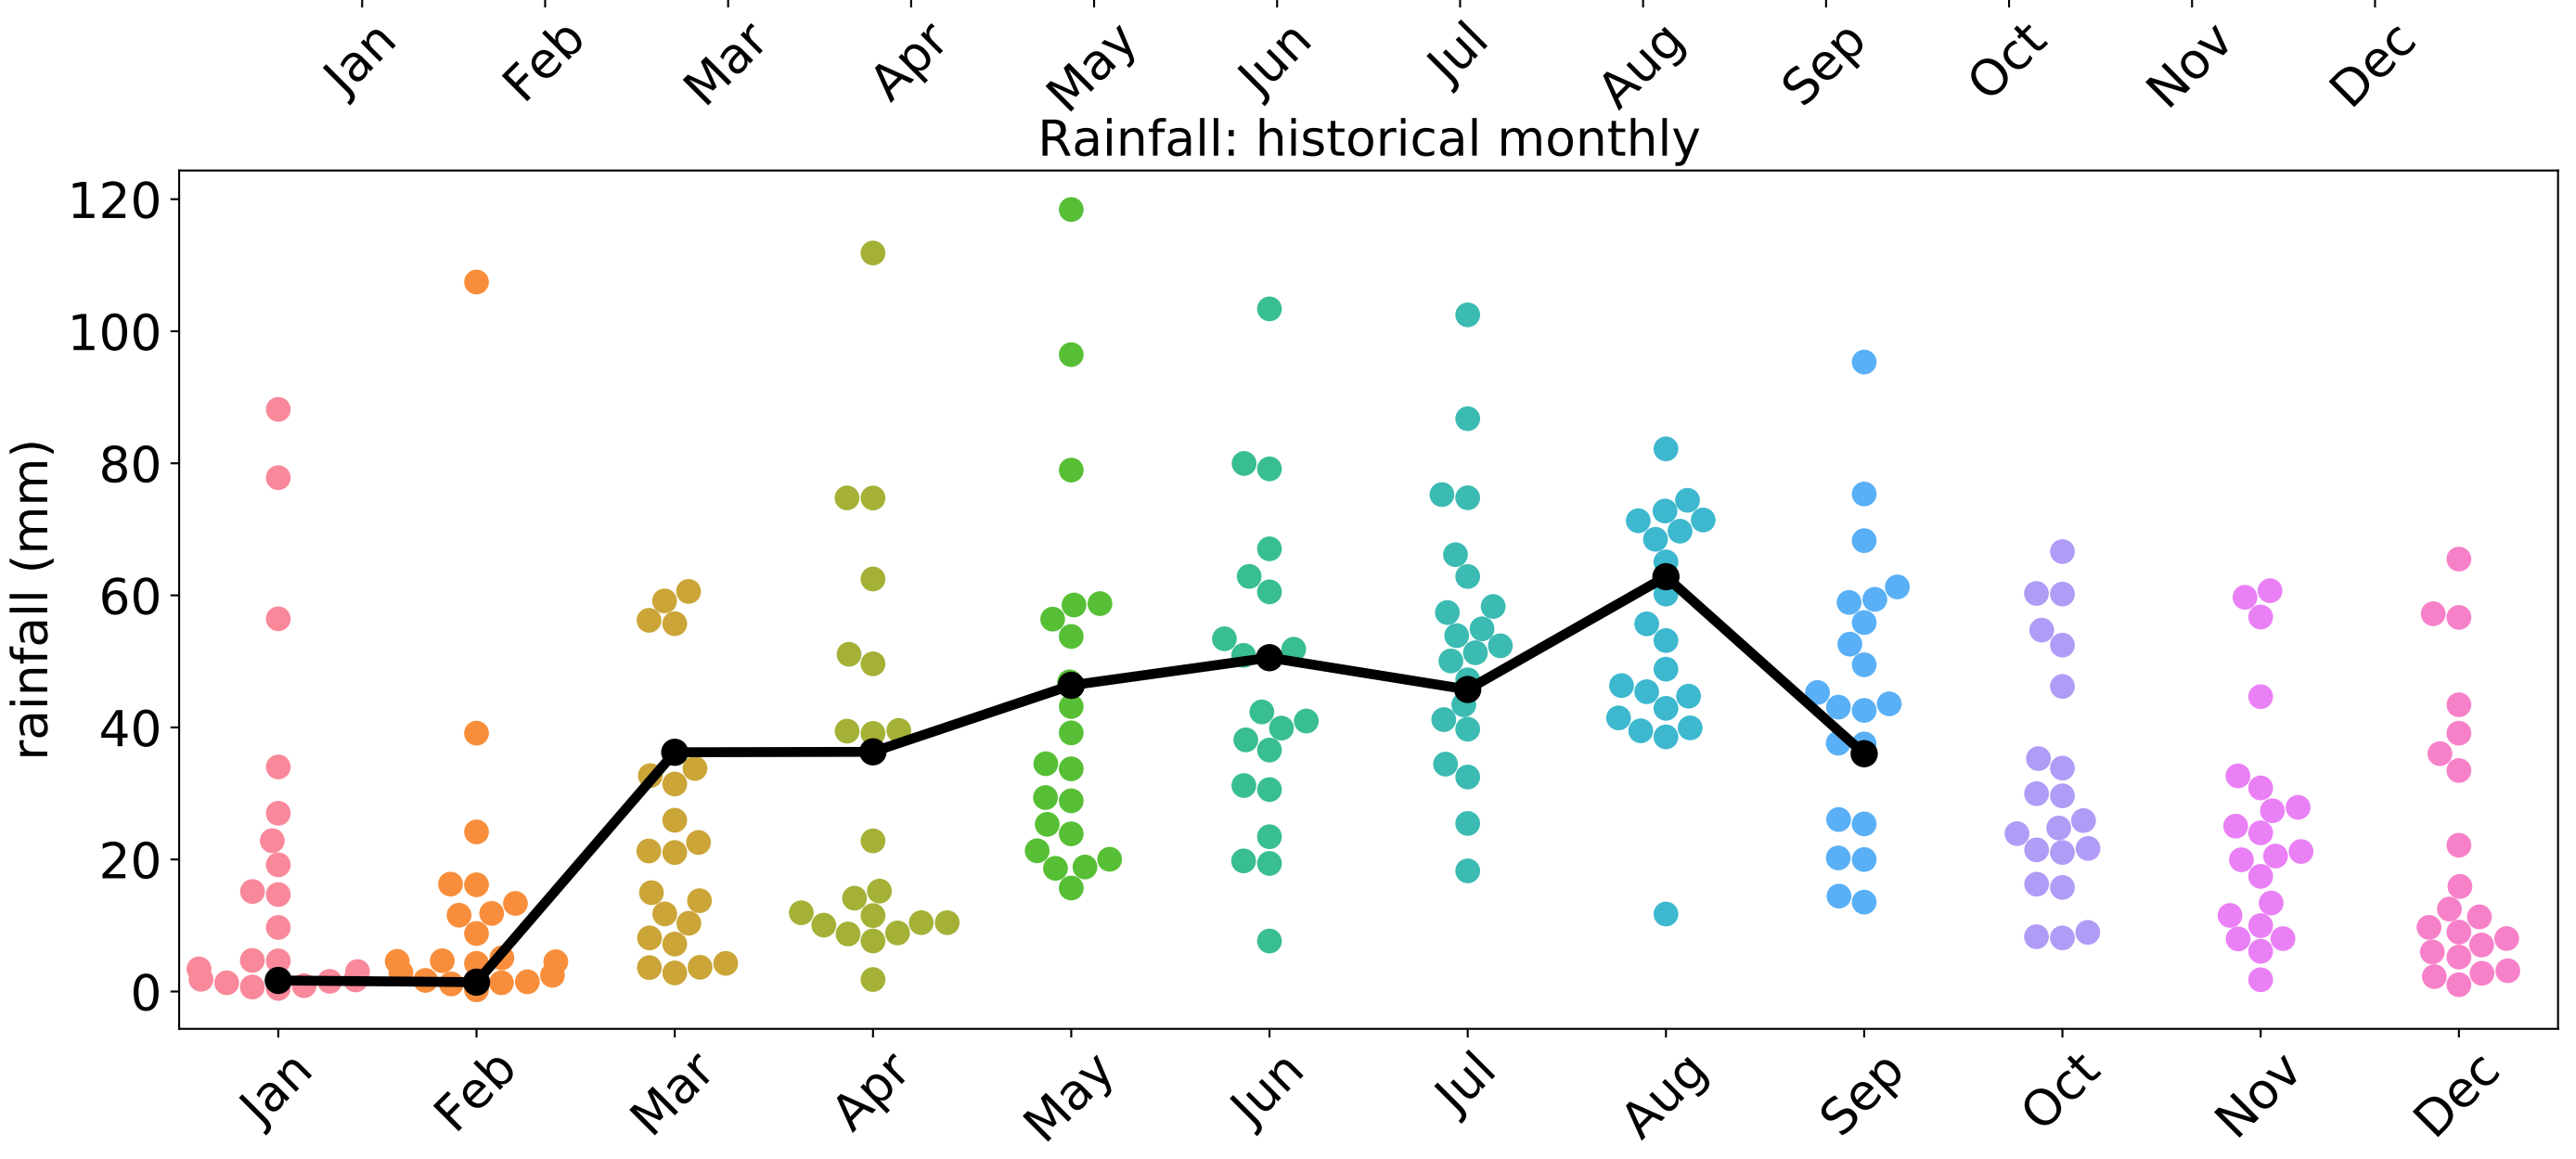 Jan Feb Mar Apr May Jun Jul Aug Sep Oct Nov Dec
Rainfall: historical monthly
rainfall (mm)
120
100
80
60
40
20
0
Jan Feb Mar Apr May Jun Jul Aug Sep Oct Nov Dec